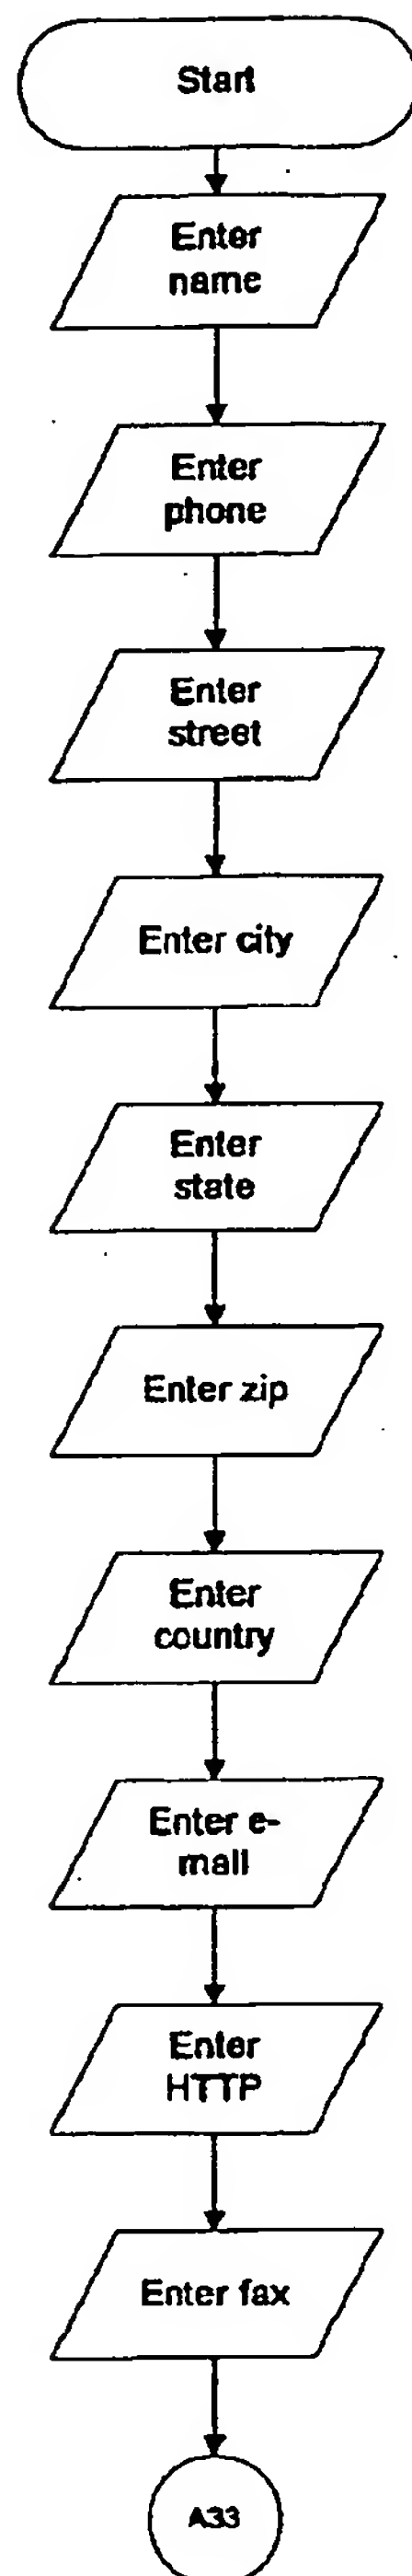 Start
Enter
name
Enter
phone
Enter
street
Enter city
Enter
state
Enter zip
Enter
country
Enter e-
mail
Enter
HTTP
Enter fax
A33